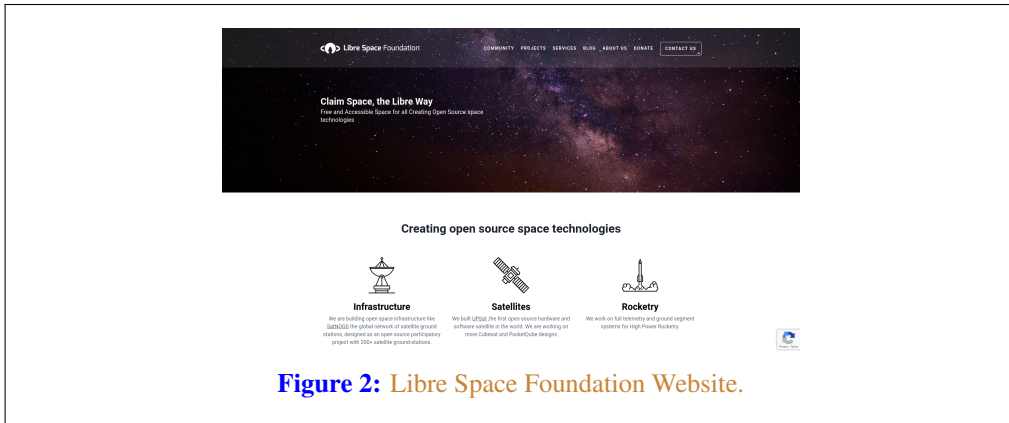 Libre Space Foundation
COMMUNITY PROJECTS SERVICES BLOG ABOUT US DONATE CONTACT US
Claim Space, the Libre Way
Free and Accessible Space for all Creating Open Source space
technologies
Creating open source space technologies
Infrastructure
We are building open space infrastructure like
SatNOGS the global network of satellite ground
stations, designed as an open source participatory
project with 200+ satellite ground-stations.
Satellites
We built UPSat ,the first open source hardware and
software satellite in the world. We are working on
more Cubesat and PocketQube designs
Rocketry
We work on full telemetry and ground segment
systems for High Power Rocketry.
Privacy - Terms
Figure 2: Libre Space Foundation Website.